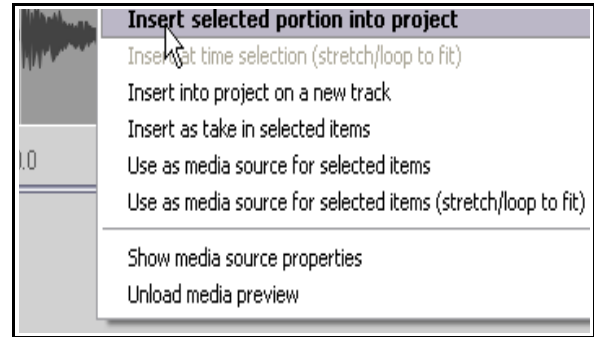 Insert selected portion into project
Insert at time selection (stretch/loop to fit)
Insert into project on a new track
Insert as take in selected items
Use as media source for selected items
Use as media source for selected items (stretch/loop to fit)
Show media source properties
Unload media preview